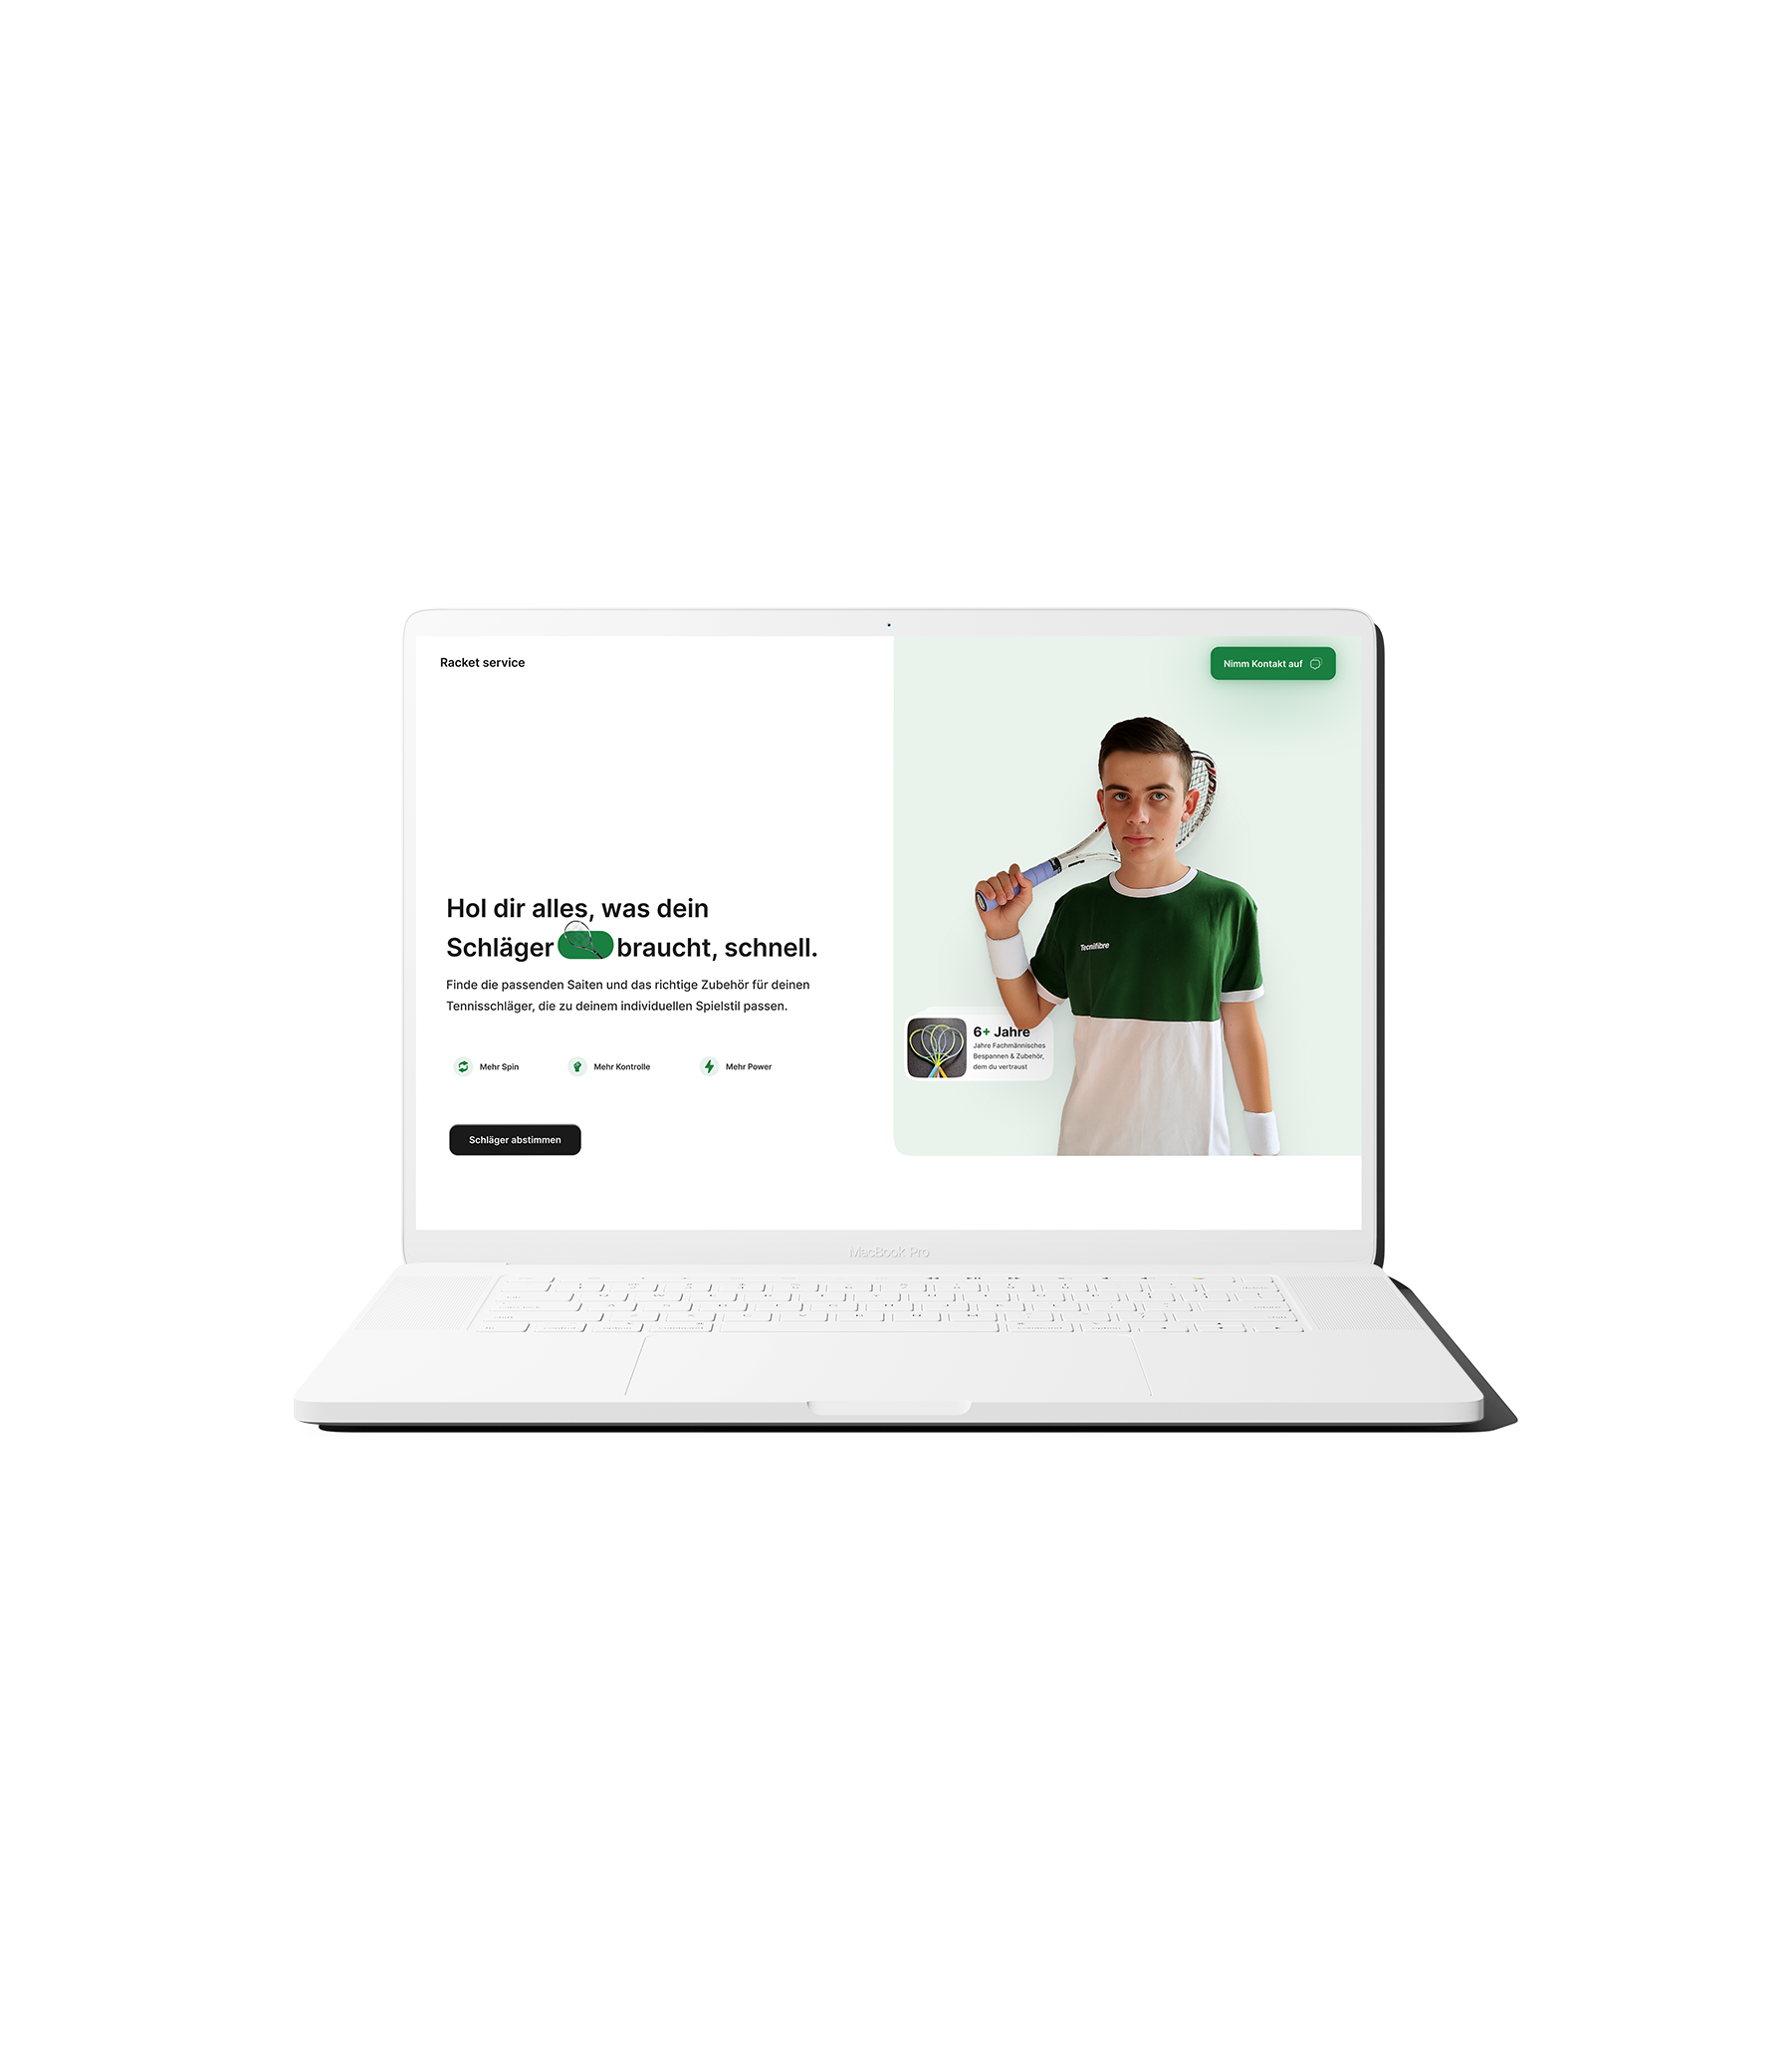 Racket service
Nimm Kontakt auf
Hol dir alles, was dein
Schläger braucht, schnell.
Finde die passenden Saiten und das richtige Zubehör für deinen
Tennisschläger, die zu deinem individuellen Spielstil passen.
Mehr Spin
Mehr Kontrolle
Mehr Power
Schläger abstimmen
Tecnifibre
6+ Jahre
Jahre Fachmännisches
Bespannen & Zubehör,
dem du vertraust
MacBook Pro